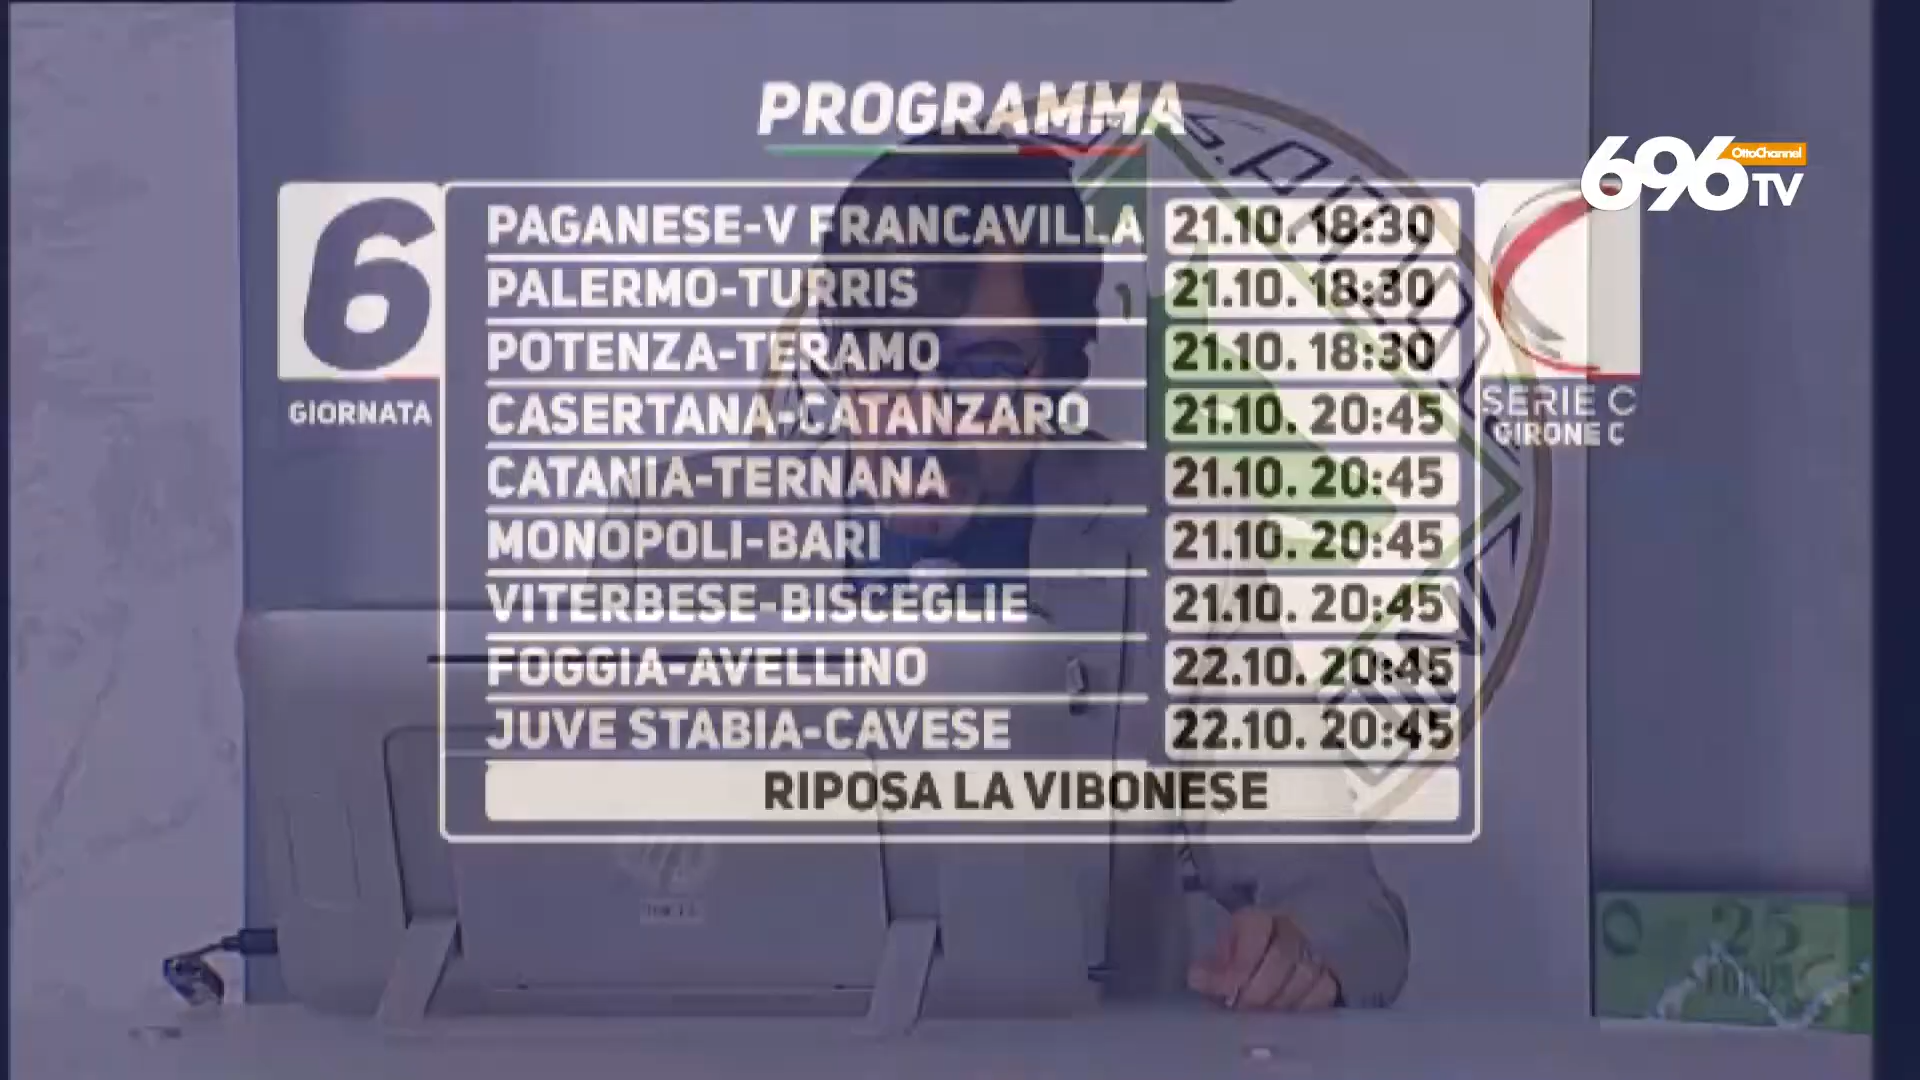 PROGRAMMA
696 TV
OttoChannel
6
GIORNATA
PAGANESE-V FRANCAVILLA 21.10. 18:30
PALERMO-TURRIS 21.10. 18:30
POTENZA-TERAMO 21.10. 18:30
CASERTANA-CATANZARO 21.10. 20:45
CATANIA-TERNANA 21.10. 20:45
MONOPOLI-BARI 21.10. 20:45
VITERBESE-BISCEGLIE 21.10. 20:45
FOGGIA-AVELLINO 22.10. 20:45
JUVE STABIA-CAVESE 22.10. 20:45
RIPOSA LA VIBONESE
SERIE C
GIRONE C
25